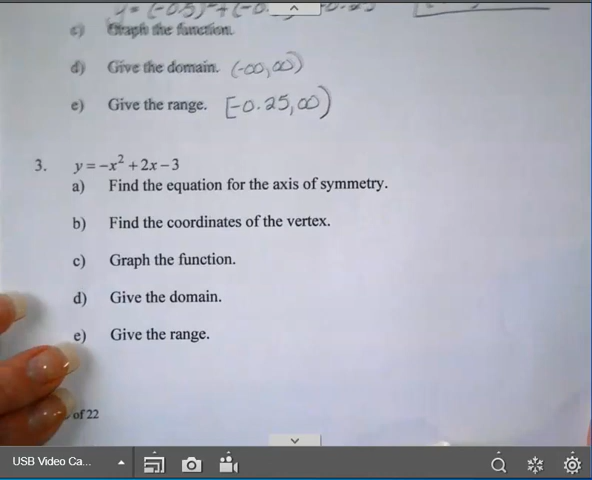 c) Graph the function.
d) Give the domain. (-∞,∞)
e) Give the range. [-0.25,∞)
3. y = −x² + 2x − 3
a) Find the equation for the axis of symmetry.
b) Find the coordinates of the vertex.
c) Graph the function.
d) Give the domain.
e) Give the range.
of 22
USB Video Ca...